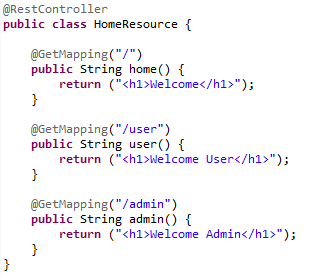 @RestController
public class HomeResource {
    @GetMapping("/")
    public String home() {
        return ("<h1>Welcome</h1>");
    }
    @GetMapping("/user")
    public String user() {
        return ("<h1>Welcome User</h1>");
    }
    @GetMapping("/admin")
    public String admin() {
        return ("<h1>Welcome Admin</h1>");
    }
}